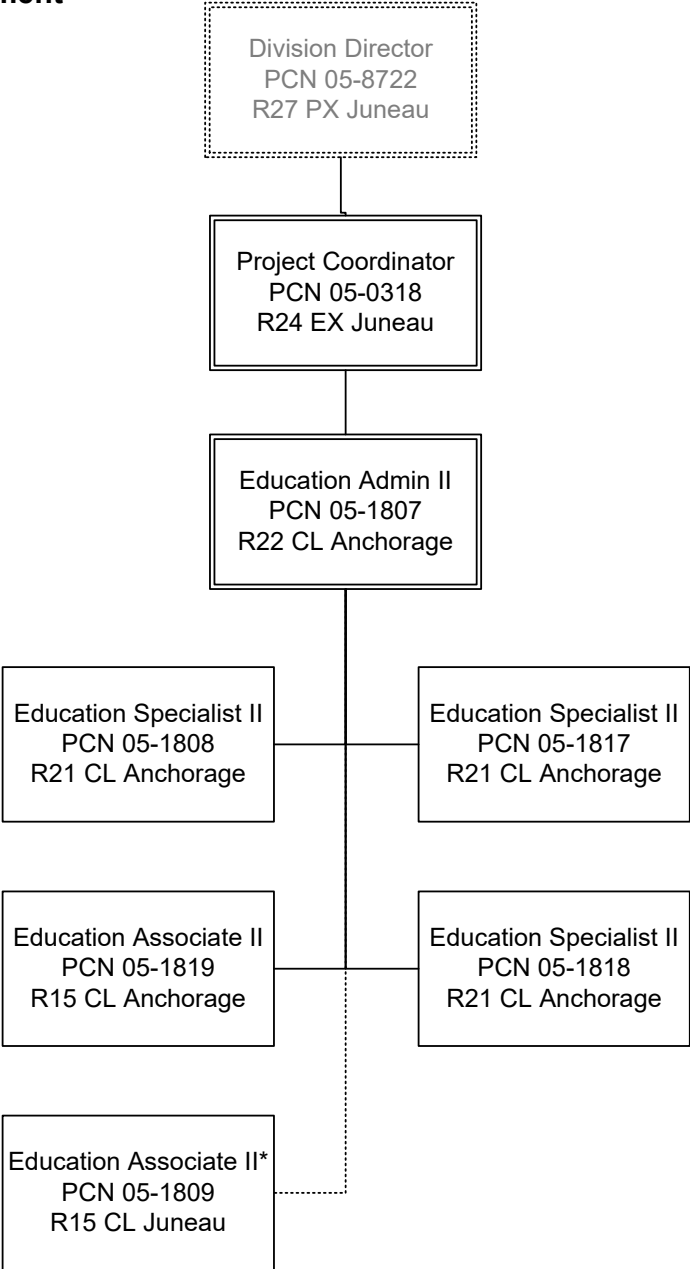 Division Director
PCN 05-8722
R27 PX Juneau
Project Coordinator
PCN 05-0318
R24 EX Juneau
Education Admin II
PCN 05-1807
R22 CL Anchorage
Education Specialist II
PCN 05-1808
R21 CL Anchorage
Education Specialist II
PCN 05-1817
R21 CL Anchorage
Education Associate II
PCN 05-1819
R15 CL Anchorage
Education Specialist II
PCN 05-1818
R21 CL Anchorage
Education Associate II*
PCN 05-1809
R15 CL Juneau